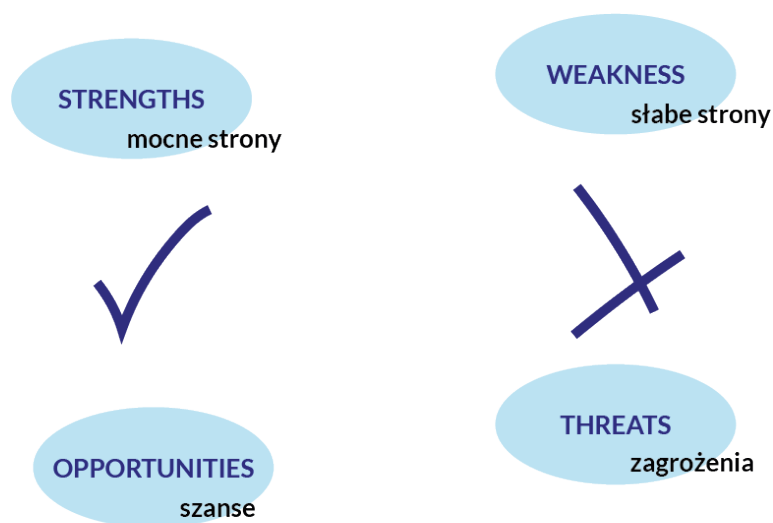 STRENGTHS
mocne strony
WEAKNESS
słabe strony
OPPORTUNITIES
szanse
THREATS
zagrożenia